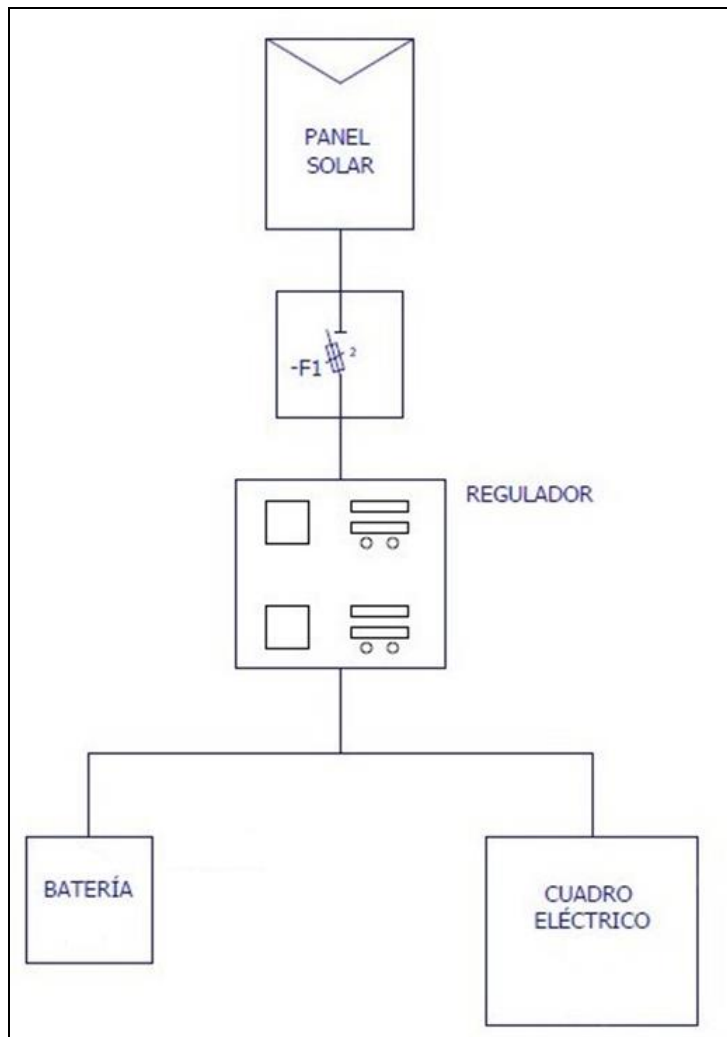 PANEL
SOLAR
-F1
2
REGULADOR
BATERÍA
CUADRO
ELÉCTRICO